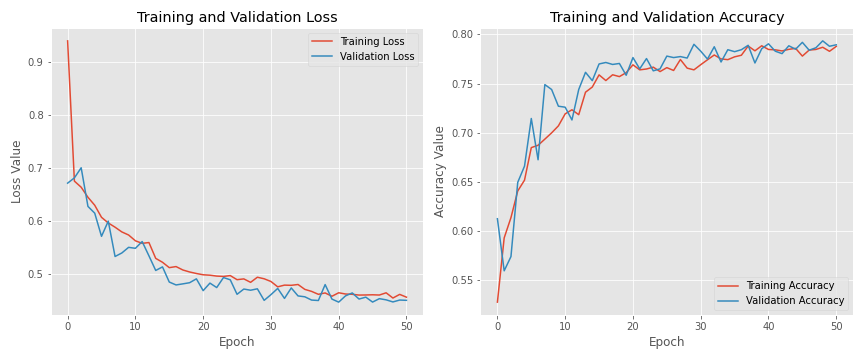 Training and Validation Loss
Training Loss
Validation Loss
Loss Value
0.9
0.8
0.7
0.6
0.5
0 10 20 30 40 50
Epoch
Training and Validation Accuracy
Accuracy Value
0.80
0.75
0.70
0.65
0.60
0.55
Training Accuracy
Validation Accuracy
0 10 20 30 40 50
Epoch